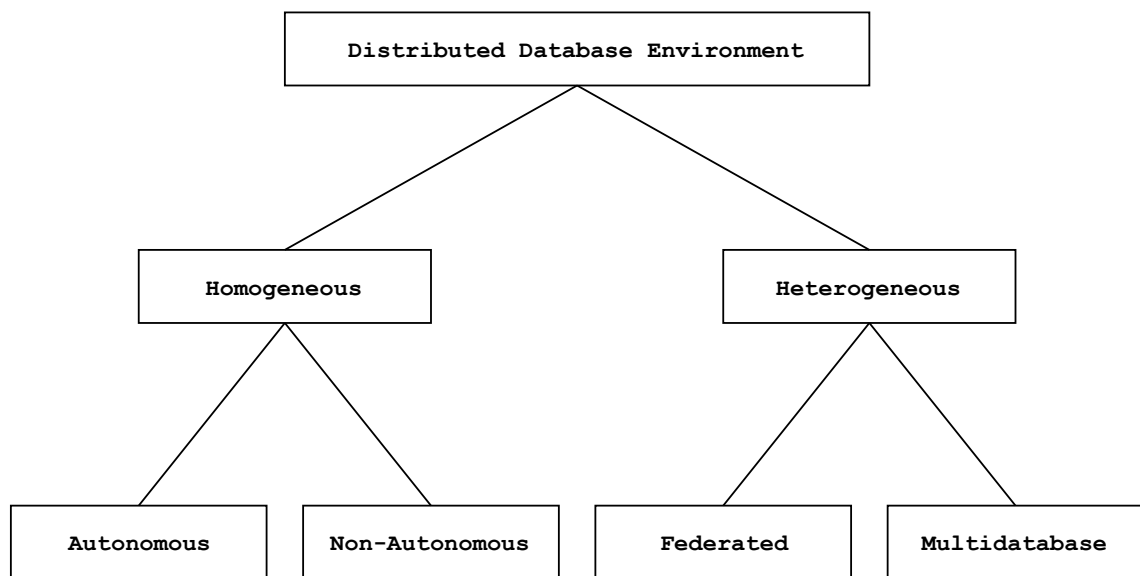 Distributed Database Environment
Homogeneous
Heterogeneous
Autonomous
Non-Autonomous
Federated
Multidatabase